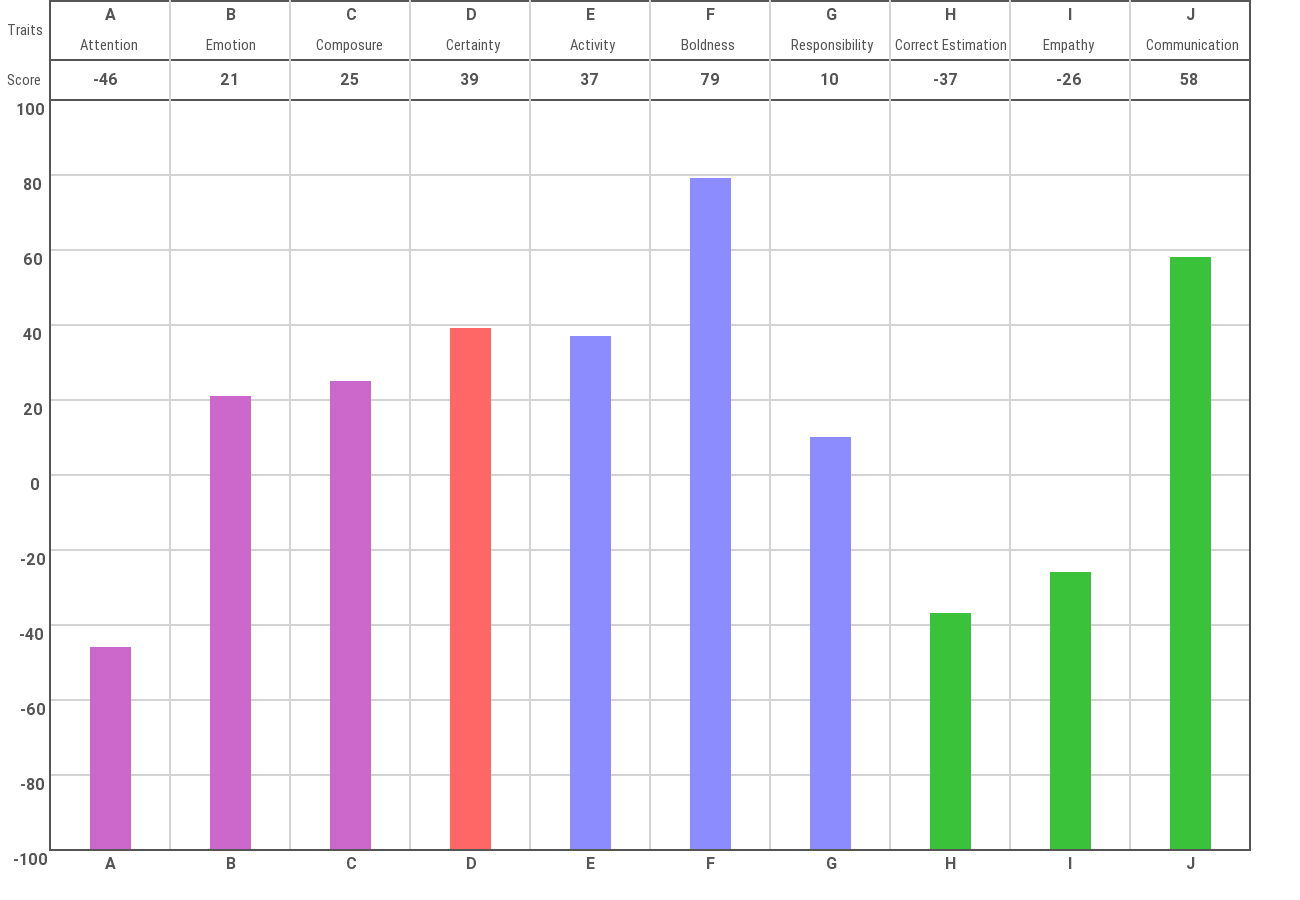 Traits
A B C D E F G H I J
Attention Emotion Composure Certainty Activity Boldness Responsibility Correct Estimation Empathy Communication
Score -46 21 25 39 37 79 10 -37 -26 58
100
80
60
40
20
0
-20
-40
-60
-80
-100
A B C D E F G H I J